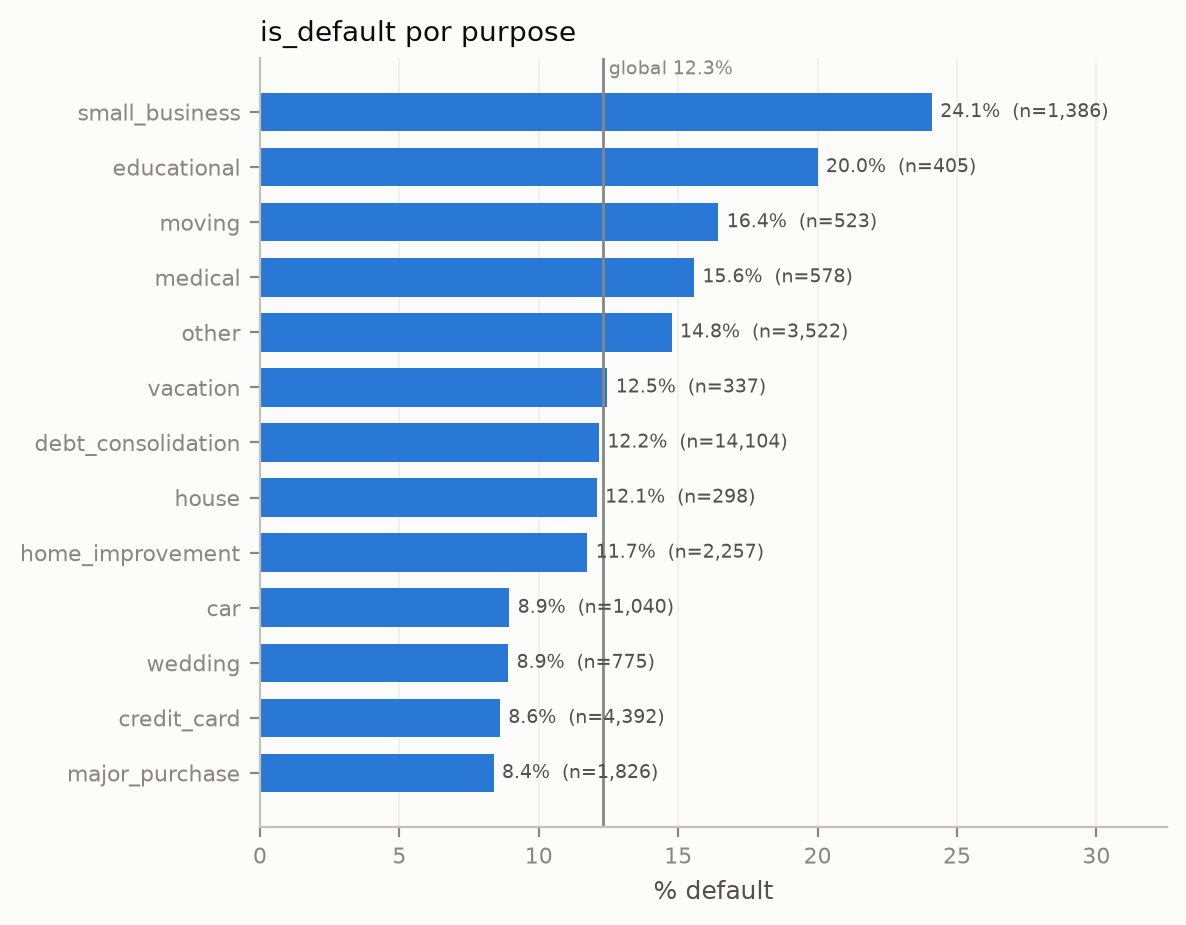 is_default por purpose
global 12.3%
small_business 24.1% (n=1,386)
educational 20.0% (n=405)
moving 16.4% (n=523)
medical 15.6% (n=578)
other 14.8% (n=3,522)
vacation 12.5% (n=337)
debt_consolidation 12.2% (n=14,104)
house 12.1% (n=298)
home_improvement 11.7% (n=2,257)
car 8.9% (n=1,040)
wedding 8.9% (n=775)
credit_card 8.6% (n=4,392)
major_purchase 8.4% (n=1,826)
0 5 10 15 20 25 30
% default